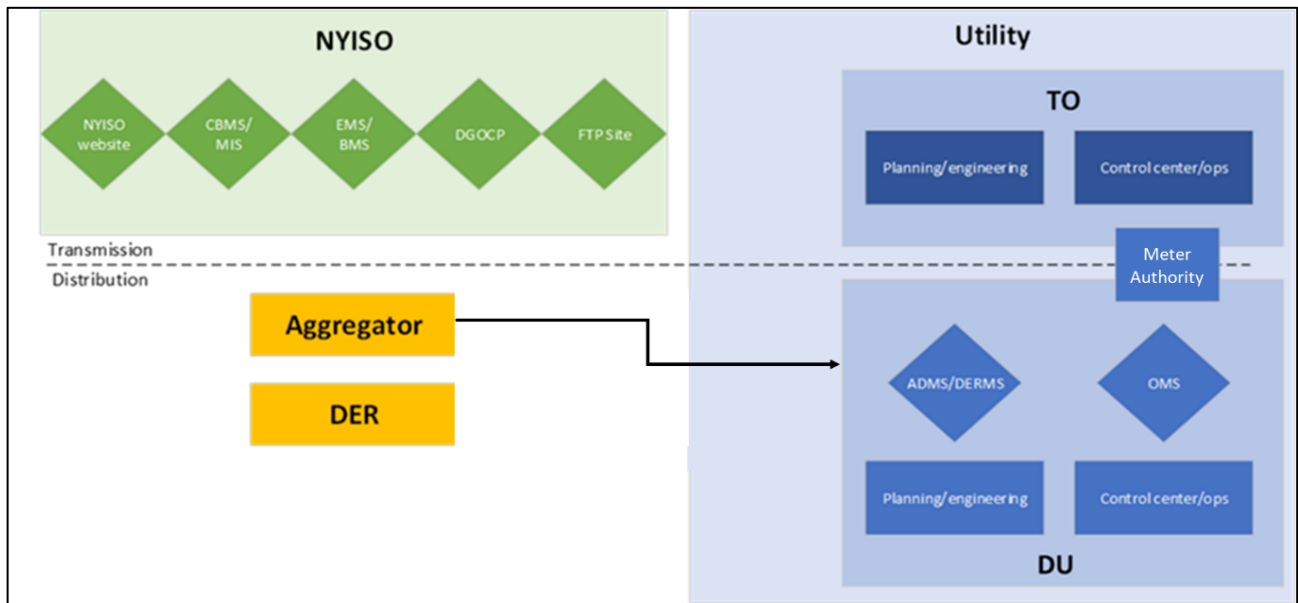 NYISO
NYISO
website
CBMS/
MIS
EMS/
BMS
DGOCP
FTP Site
Utility
TO
Planning/engineering
Control center/ops
Transmission
Distribution
Meter
Authority
Aggregator
DER
ADMS/DERMS
OMS
Planning/engineering
Control center/ops
DU